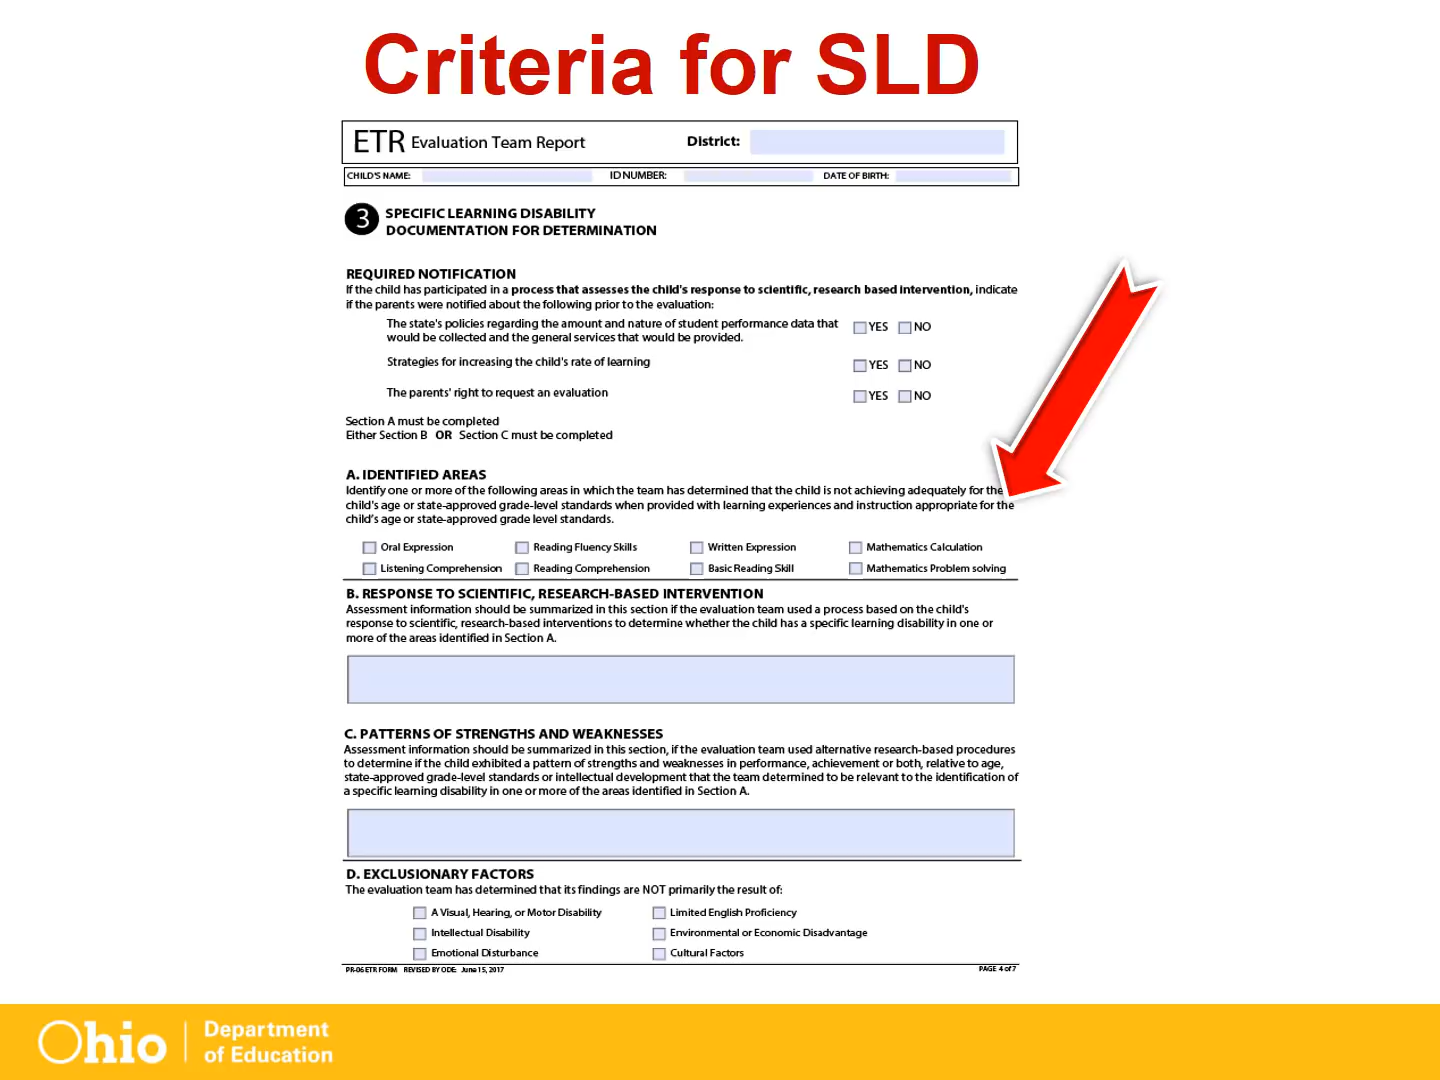 Criteria for SLD
ETR Evaluation Team Report District:
CHILD'S NAME: ID NUMBER: DATE OF BIRTH:
3 SPECIFIC LEARNING DISABILITY
DOCUMENTATION FOR DETERMINATION
REQUIRED NOTIFICATION
If the child has participated in a process that assesses the child's response to scientific, research based intervention, indicate
if the parents were notified about the following prior to the evaluation:
The state's policies regarding the amount and nature of student performance data that
would be collected and the general services that would be provided.
YES NO
Strategies for increasing the child's rate of learning YES NO
The parents' right to request an evaluation YES NO
Section A must be completed
Either Section B OR Section C must be completed
A. IDENTIFIED AREAS
Identify one or more of the following areas in which the team has determined that the child is not achieving adequately for the
child's age or state-approved grade-level standards when provided with learning experiences and instruction appropriate for the
child's age or state-approved grade level standards.
Oral Expression Reading Fluency Skills Written Expression Mathematics Calculation
Listening Comprehension Reading Comprehension Basic Reading Skill Mathematics Problem solving
B. RESPONSE TO SCIENTIFIC, RESEARCH-BASED INTERVENTION
Assessment information should be summarized in this section if the evaluation team used a process based on the child's
response to scientific, research-based interventions to determine whether the child has a specific learning disability in one or
more of the areas identified in Section A.
C. PATTERNS OF STRENGTHS AND WEAKNESSES
Assessment information should be summarized in this section, if the evaluation team used alternative research-based procedures
to determine if the child exhibited a pattern of strengths and weaknesses in performance, achievement or both, relative to age,
state-approved grade-level standards or intellectual development that the team determined to be relevant to the identification of
a specific learning disability in one or more of the areas identified in Section A.
D. EXCLUSIONARY FACTORS
The evaluation team has determined that its findings are NOT primarily the result of:
A Visual, Hearing, or Motor Disability Limited English Proficiency
Intellectual Disability Environmental or Economic Disadvantage
Emotional Disturbance Cultural Factors
PR-06 ETR FORM REVISED BY ODE: June 15, 2017 PAGE 4 of 7
Ohio Department
of Education